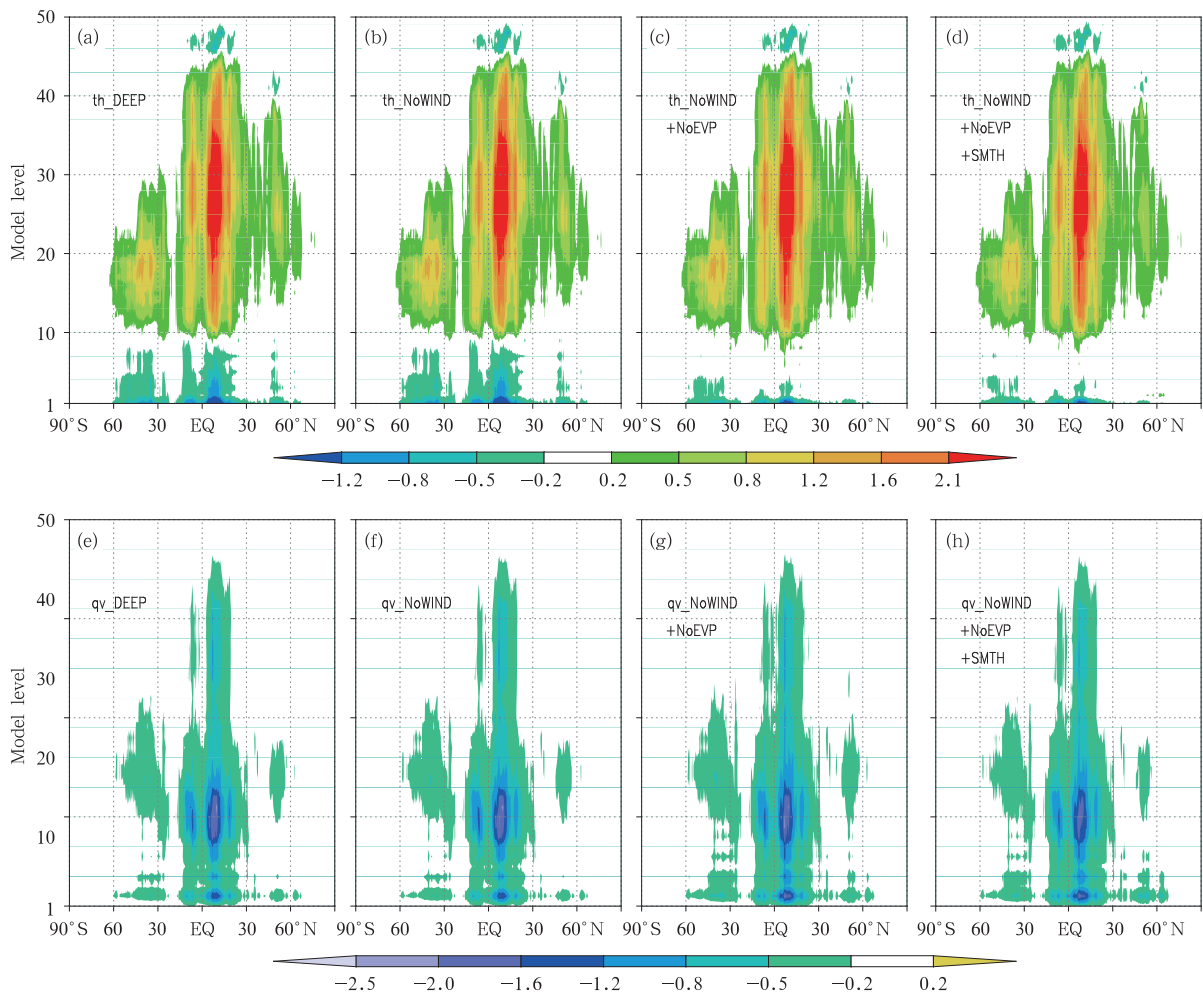 50
40
30
20
10
1
Model level
(a)
th_DEEP
90°S 60 30 EQ 30 60°N
(b)
th_NoWIND
90°S 60 30 EQ 30 60°N
(c)
th_NoWIND
+NoEVP
90°S 60 30 EQ 30 60°N
(d)
th_NoWIND
+NoEVP
+SMTH
90°S 60 30 EQ 30 60°N
−1.2 −0.8 −0.5 −0.2 0.2 0.5 0.8 1.2 1.6 2.1
50
40
30
20
10
1
Model level
(e)
qv_DEEP
90°S 60 30 EQ 30 60°N
(f)
qv_NoWIND
90°S 60 30 EQ 30 60°N
(g)
qv_NoWIND
+NoEVP
90°S 60 30 EQ 30 60°N
(h)
qv_NoWIND
+NoEVP
+SMTH
90°S 60 30 EQ 30 60°N
−2.5 −2.0 −1.6 −1.2 −0.8 −0.5 −0.2 0.2